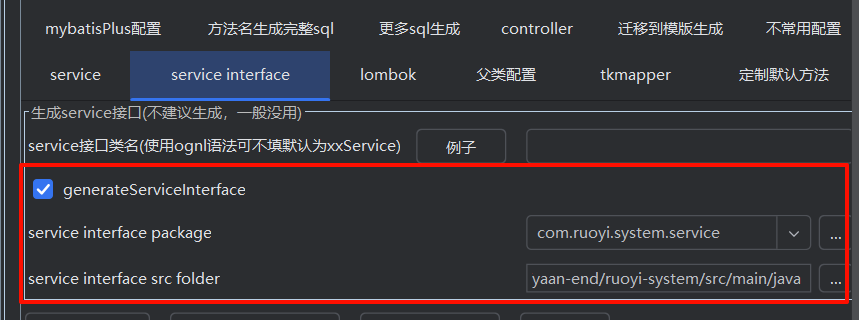 mybatisPlus配置 方法名生成完整sql 更多sql生成 controller 迁移到模版生成 不常用配置
service service interface lombok 父类配置 tkmapper 定制默认方法
生成service接口(不建议生成，一般没用)
service接口类名(使用ognl语法可不填默认为xxService) 例子
generateServiceInterface
service interface package com.ruoyi.system.service ...
service interface src folder yaan-end/ruoyi-system/src/main/java ...